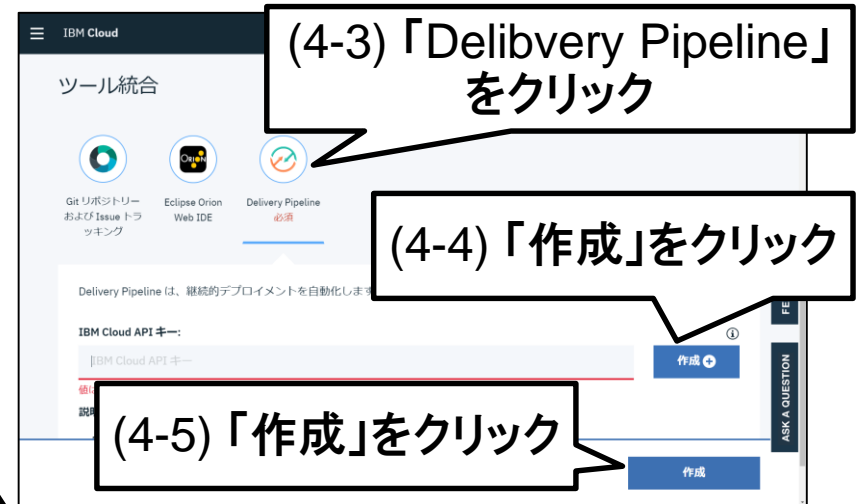 IBM Cloud
(4-3)「Delibvery Pipeline」
をクリック
ツール統合
ORION
Git リポジトリー
および Issue トラ
ッキング
Eclipse Orion
Web IDE
Delivery Pipeline
必須
(4-4)「作成」をクリック
Delivery Pipeline は、継続的デプロイメントを自動化しま
IBM Cloud API キー:
IBM Cloud API キー
作成
(4-5)「作成」をクリック
作成
ASK A QUESTION